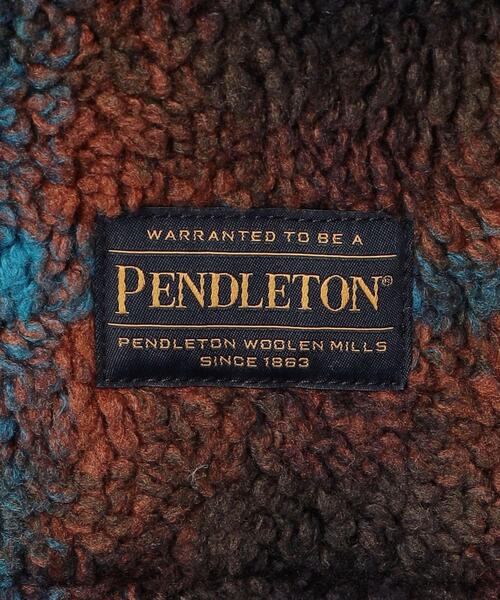 WARRANTED TO BE A
PENDLETON®
PENDLETON WOOLEN MILLS
SINCE 1863